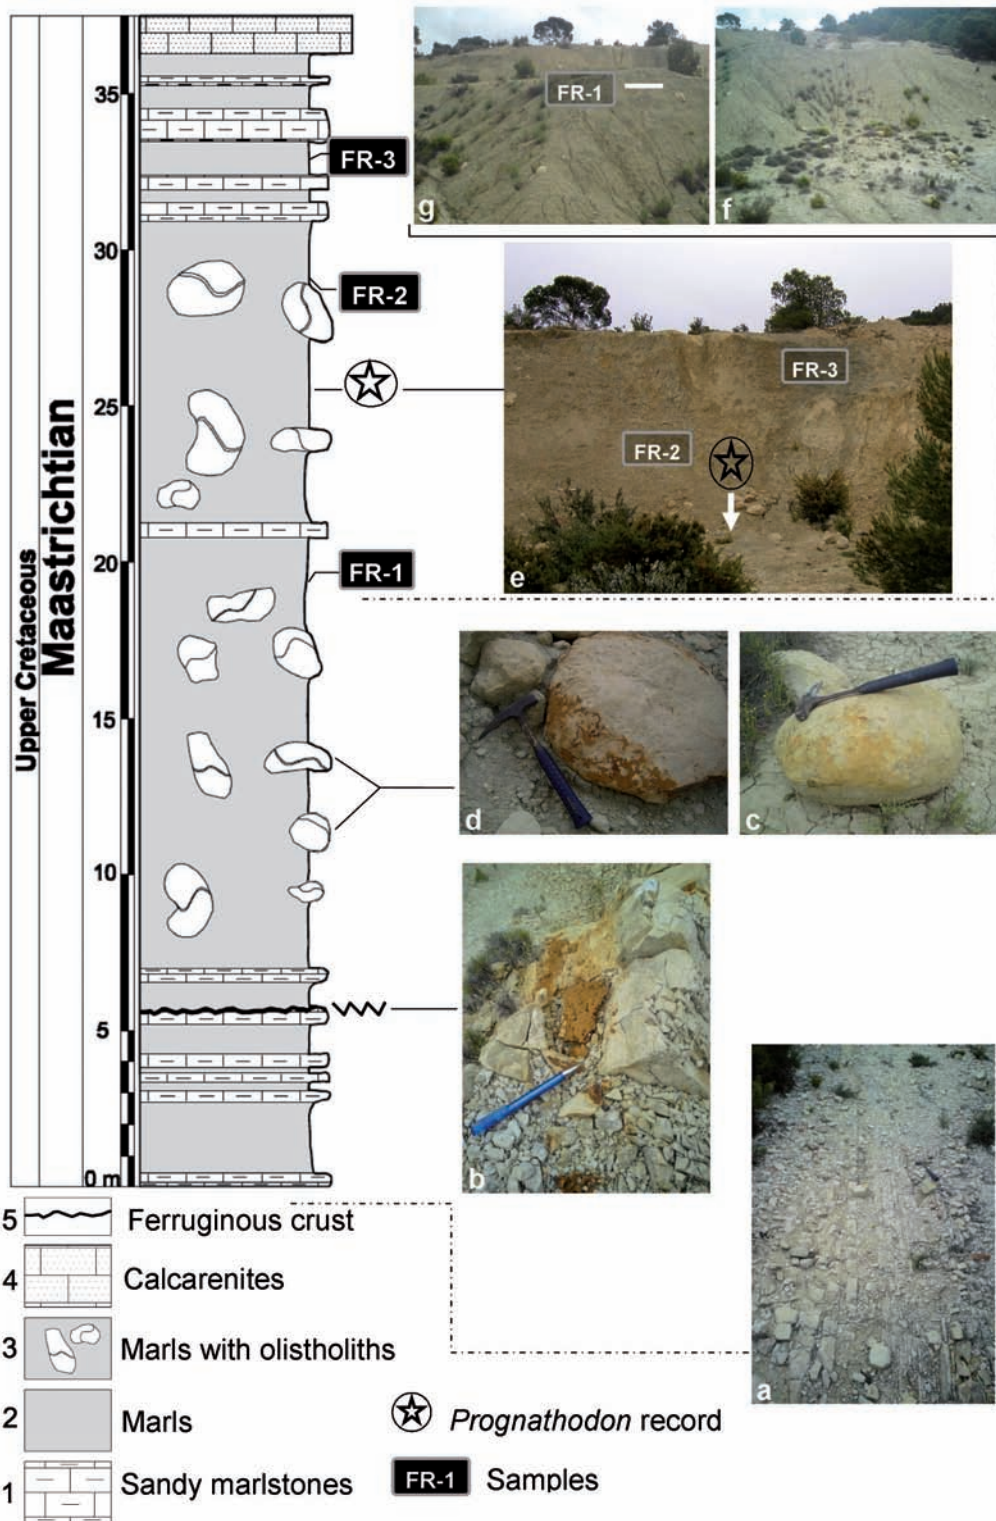 Upper Cretaceous
Maastrichtian
35
30
25
20
15
10
5
0 m
FR-3
FR-2
FR-1
g
FR-1
f
FR-3
FR-2
e
d
c
b
a
5 Ferruginous crust
4 Calcarenites
3 Marls with olistholiths
2 Marls
1 Sandy marlstones
Prognathodon record
FR-1 Samples